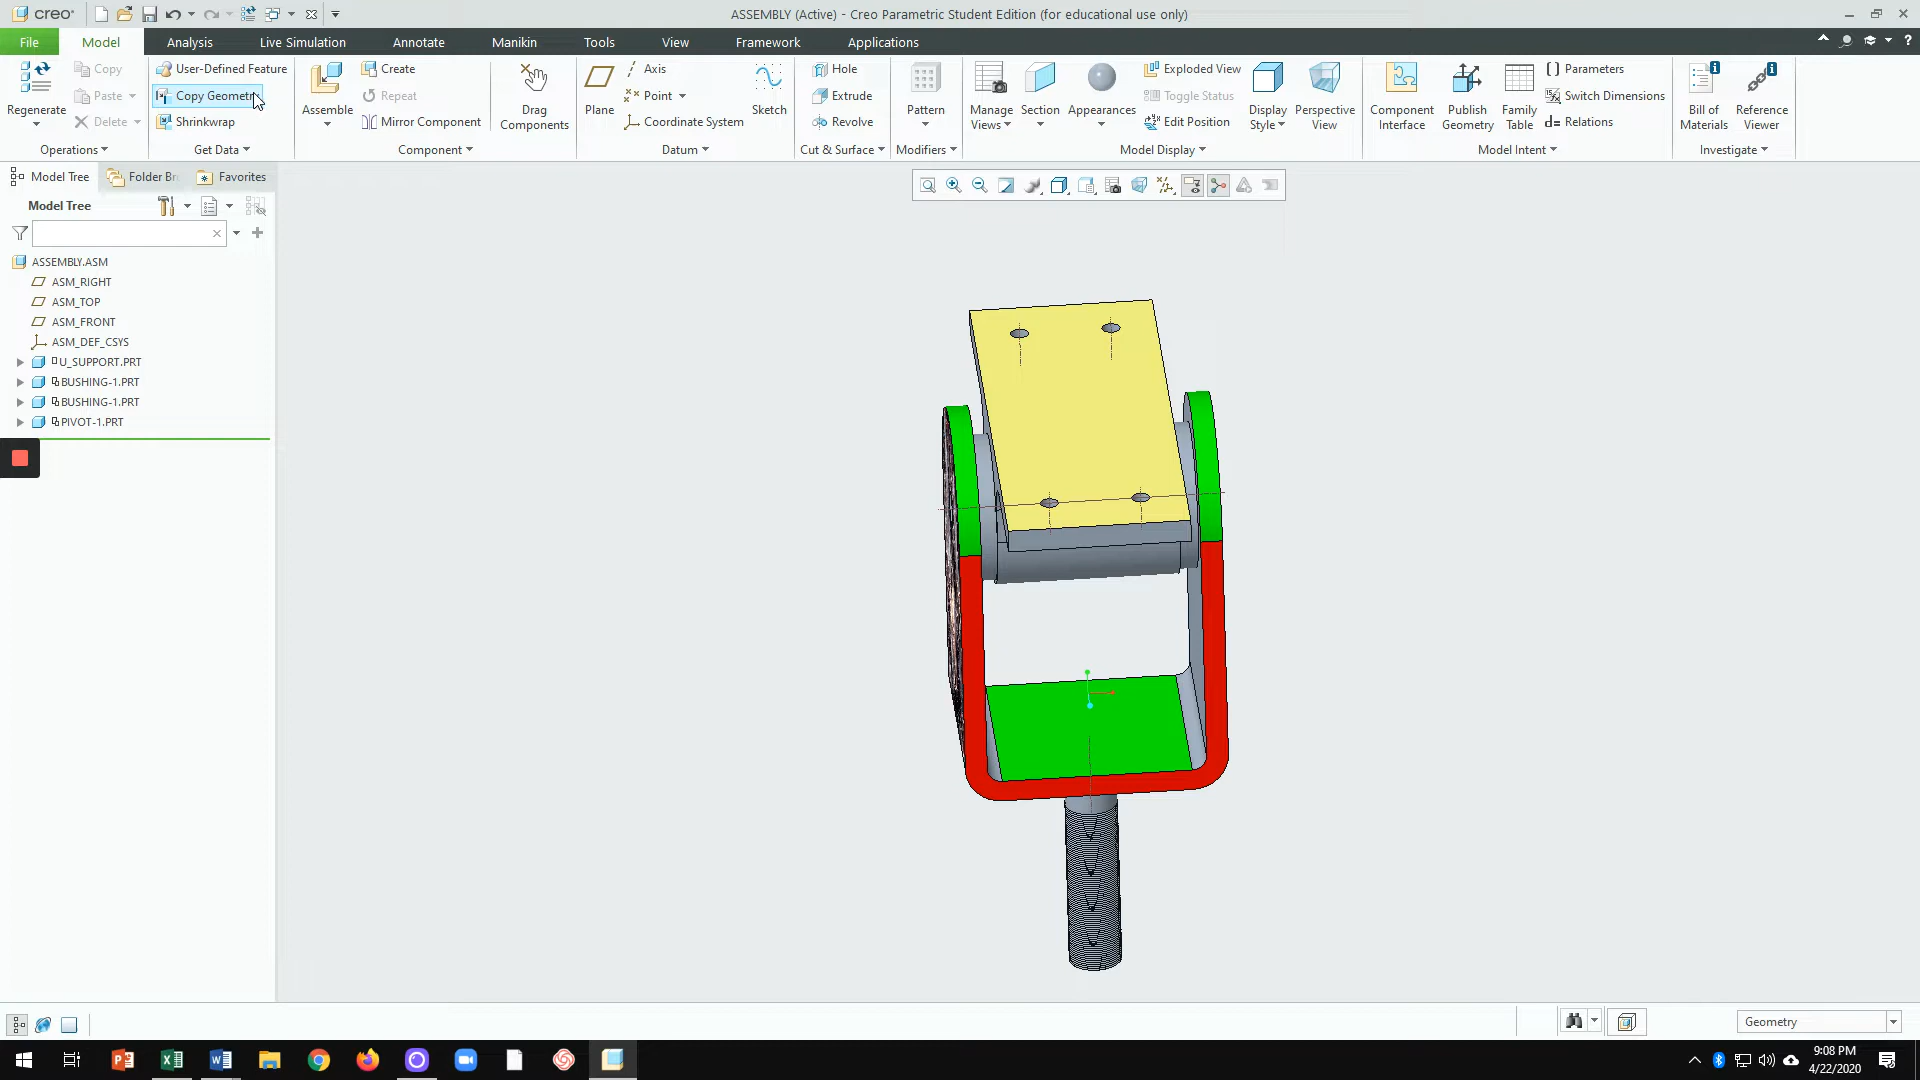 creo ASSEMBLY (Active) - Creo Parametric Student Edition (for educational use only)
File Model Analysis Live Simulation Annotate Manikin Tools View Framework Applications
Regenerate
Copy
Paste
Delete
Operations
User-Defined Feature
Copy Geometry
Shrinkwrap
Get Data
Assemble
Create
Repeat
Mirror Component
Drag
Components
Component
Plane
Axis
Point
Coordinate System
Sketch
Datum
Hole
Extrude
Revolve
Cut & Surface
Pattern
Modifiers
Manage
Views
Section
Appearances
Exploded View
Toggle Status
Edit Position
Display
Style
Perspective
View
Model Display
Component
Interface
Publish
Geometry
Family
Table
Parameters
Switch Dimensions
Relations
Model Intent
Bill of
Materials
Reference
Viewer
Investigate
Model Tree Folder Br Favorites
Model Tree
ASSEMBLY.ASM
ASM_RIGHT
ASM_TOP
ASM_FRONT
ASM_DEF_CSYS
U_SUPPORT.PRT
BUSHING-1.PRT
BUSHING-1.PRT
PIVOT-1.PRT
Geometry
9:08 PM
4/22/2020